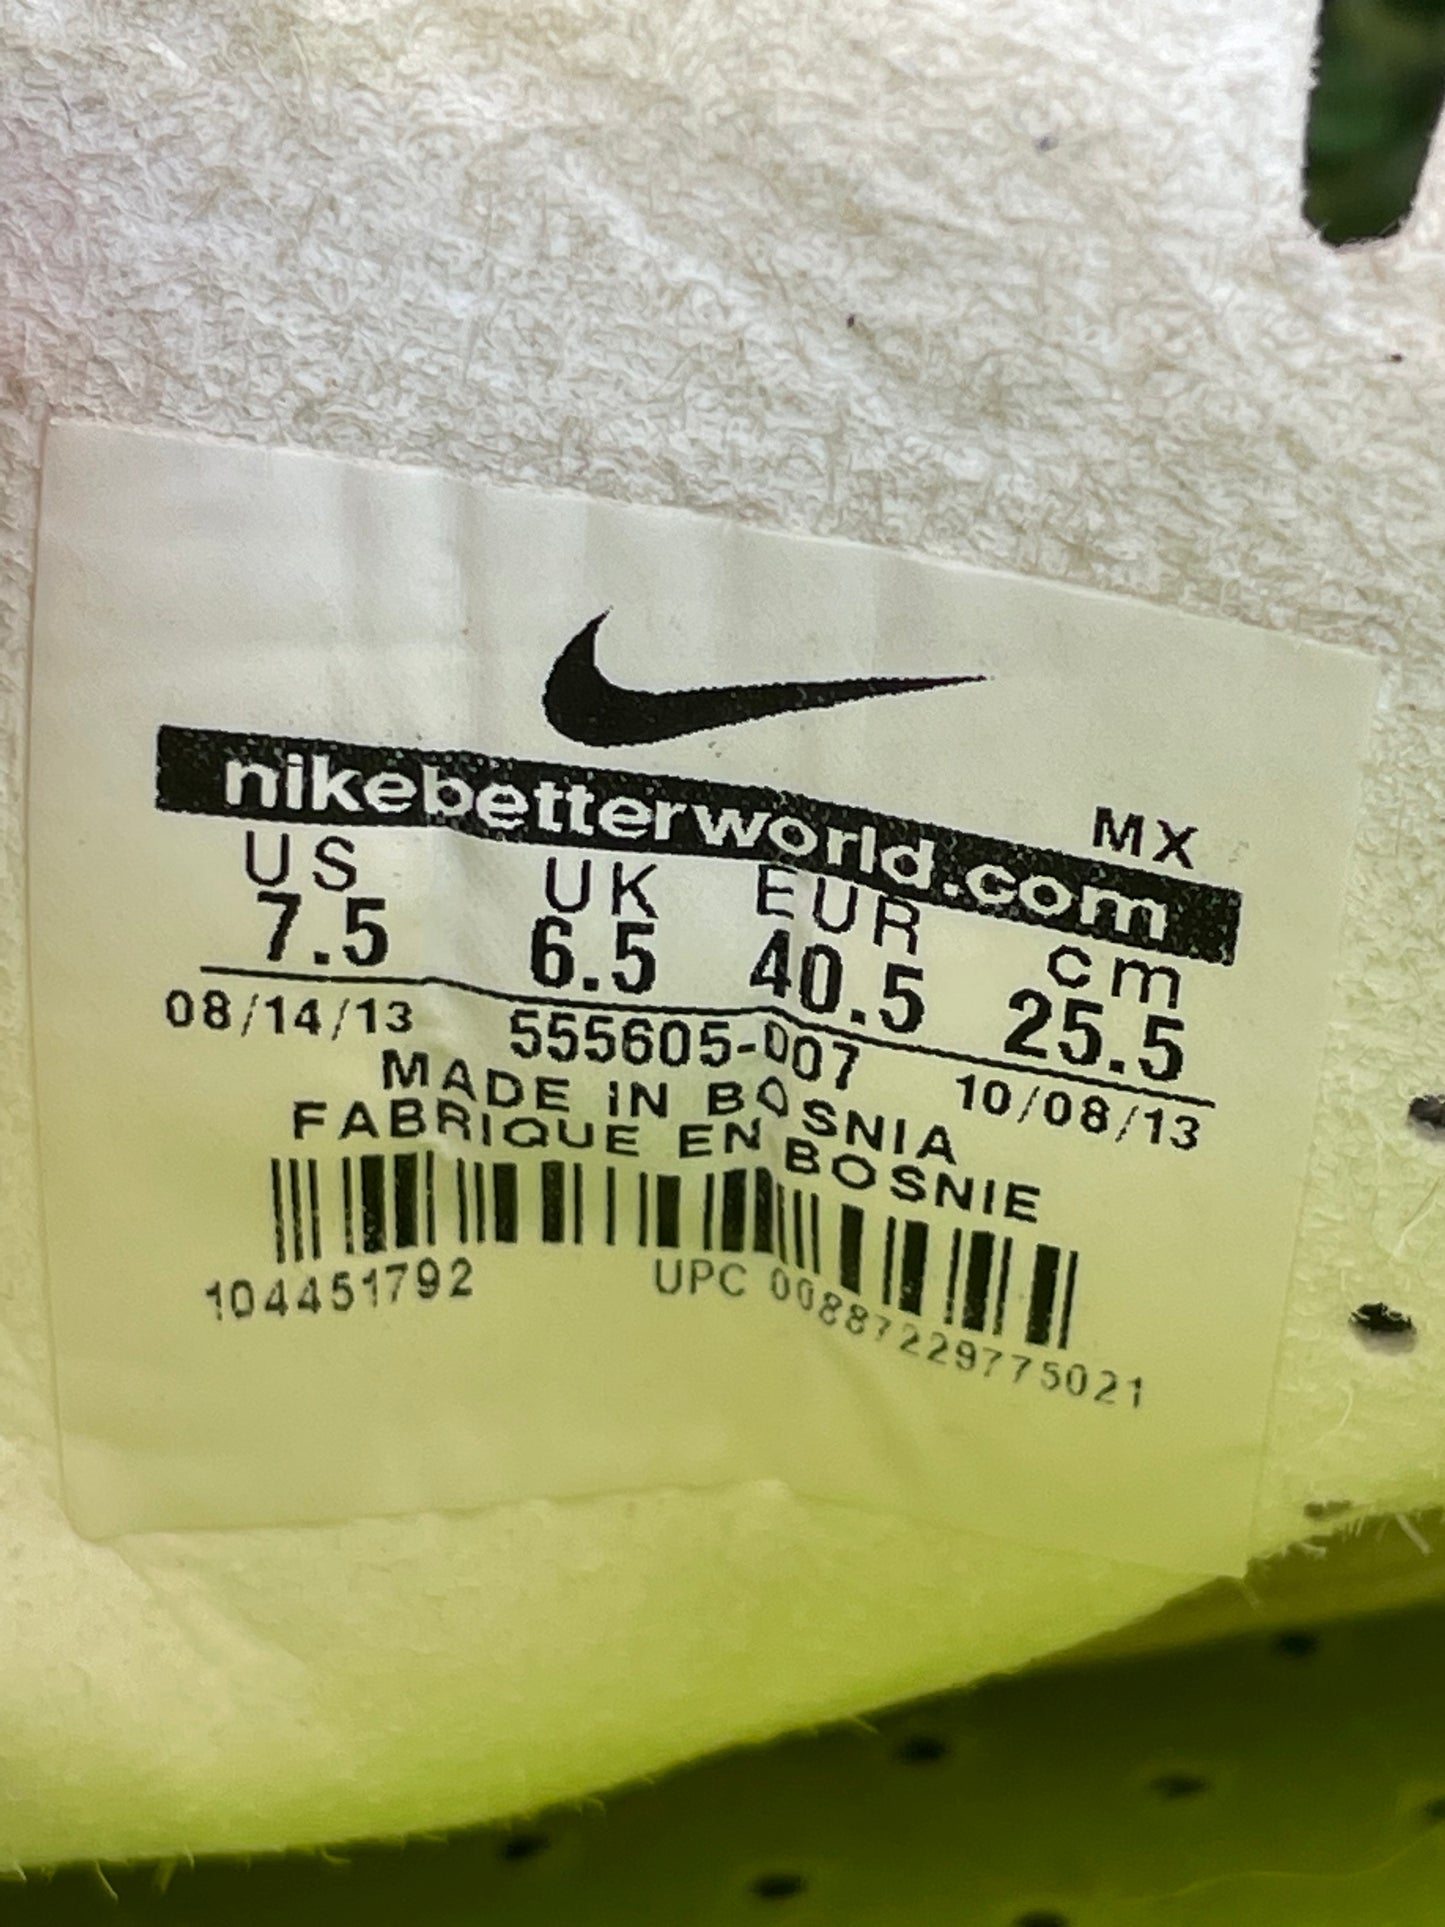 nikebetterworld.com
MX
US UK EUR cm
7.5 6.5 40.5 25.5
08/14/13 555605-007 10/08/13
MADE IN BOSNIA
FABRIQUE EN BOSNIE
104451792 UPC 00887229775021